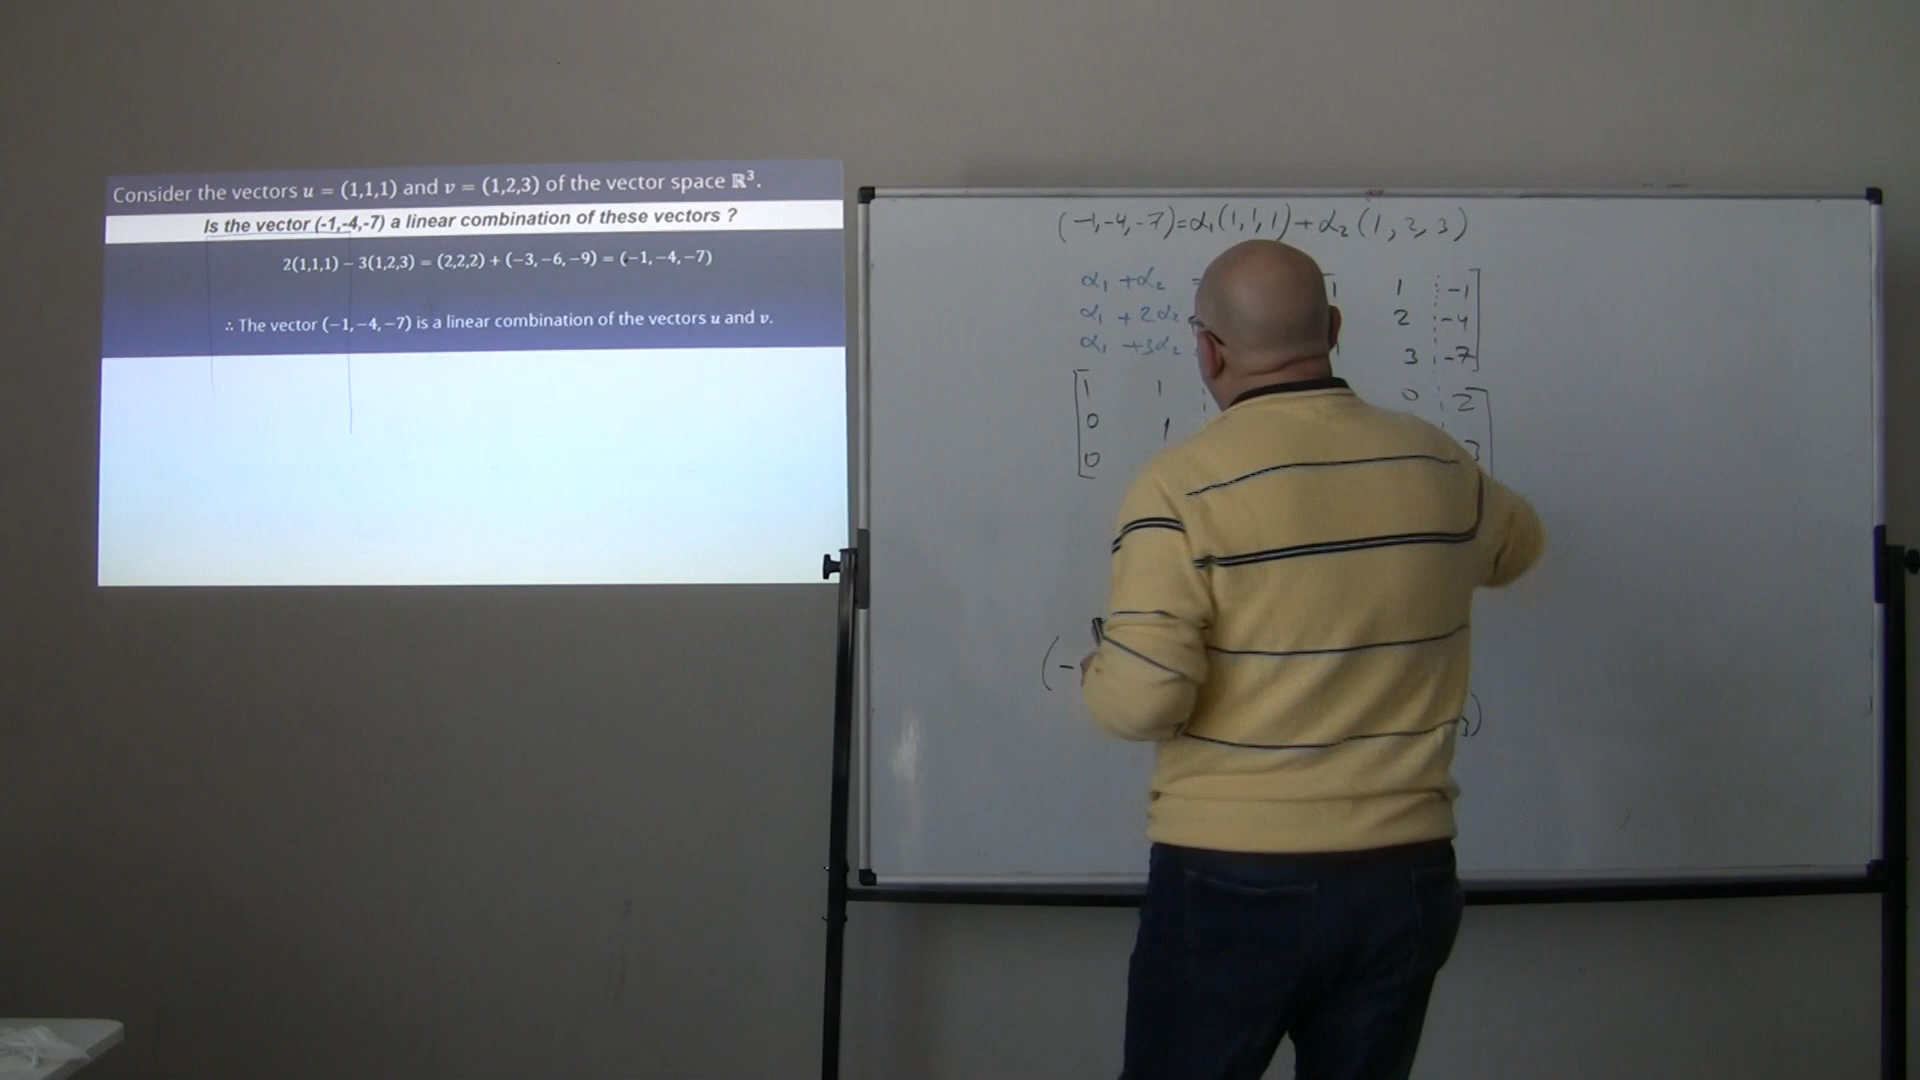 Consider the vectors u = (1,1,1) and v = (1,2,3) of the vector space ℝ³.
Is the vector (-1,-4,-7) a linear combination of these vectors ?
2(1,1,1) − 3(1,2,3) = (2,2,2) + (−3,−6,−9) = (−1,−4,−7)
∴ The vector (−1,−4,−7) is a linear combination of the vectors u and v.
(-1,-4,-7)=α₁(1,1,1)+α₂(1,2,3)
α₁ +α₂ = 1 1 -1
α₁ + 2α₂ 2 -4
α₁ +3α₂ 3 -7
1 1 0 2
0 1 3
0
(-
3)